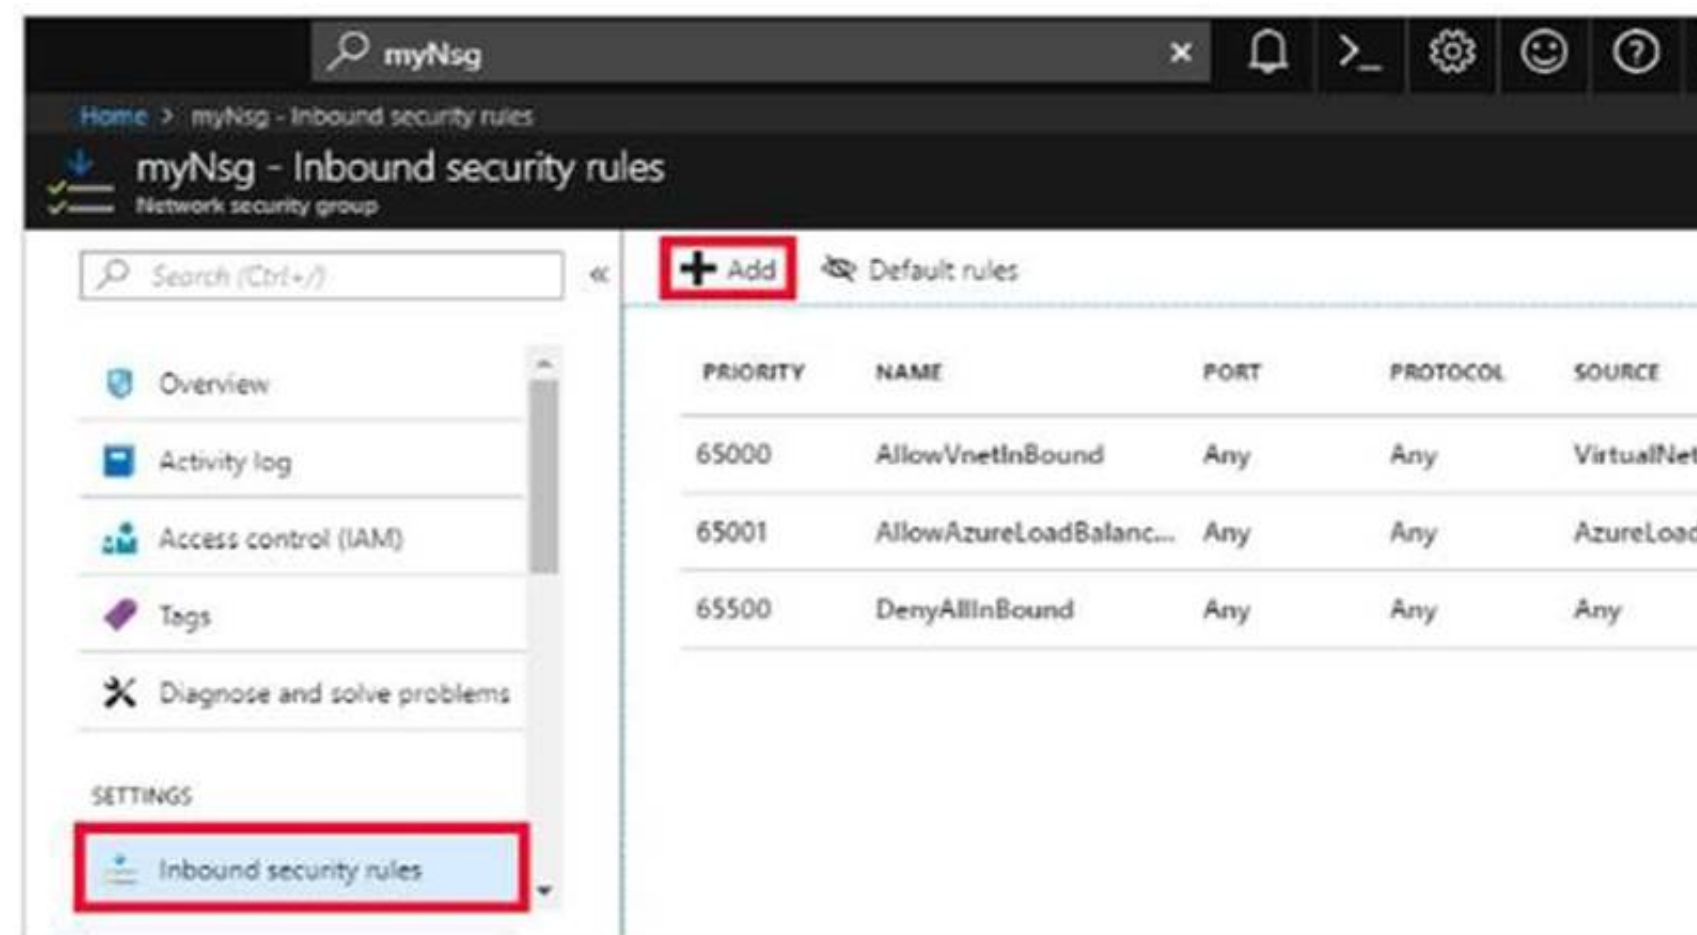 myNsg
Home > myNsg - Inbound security rules
myNsg - Inbound security rules
Network security group
Search (Ctrl+/)
«
Add
Default rules
Overview
Activity log
Access control (IAM)
Tags
Diagnose and solve problems
SETTINGS
Inbound security rules
PRIORITY NAME PORT PROTOCOL SOURCE
65000 AllowVnetInBound Any Any VirtualNet
65001 AllowAzureLoadBalanc... Any Any AzureLoad
65500 DenyAllInBound Any Any Any